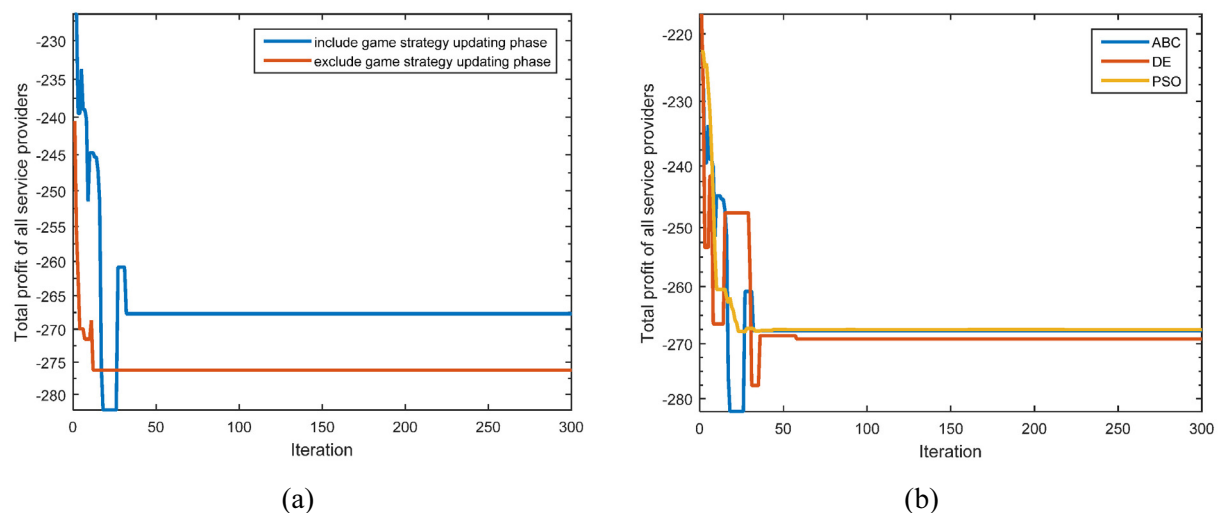 include game strategy updating phase
exclude game strategy updating phase
-230
-235
-240
-245
-250
-255
-260
-265
-270
-275
-280
Total profit of all service providers
0 50 100 150 200 250 300
Iteration
(a)
ABC
DE
PSO
-220
-230
-240
-250
-260
-270
-280
Total profit of all service providers
0 50 100 150 200 250 300
Iteration
(b)